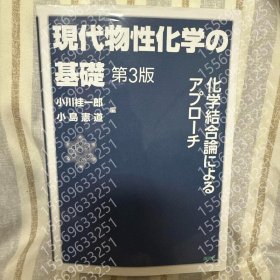 現代物性化学の
基礎 第3版
化学結合論による
アプローチ
小川桂一郎
小島憲道
編